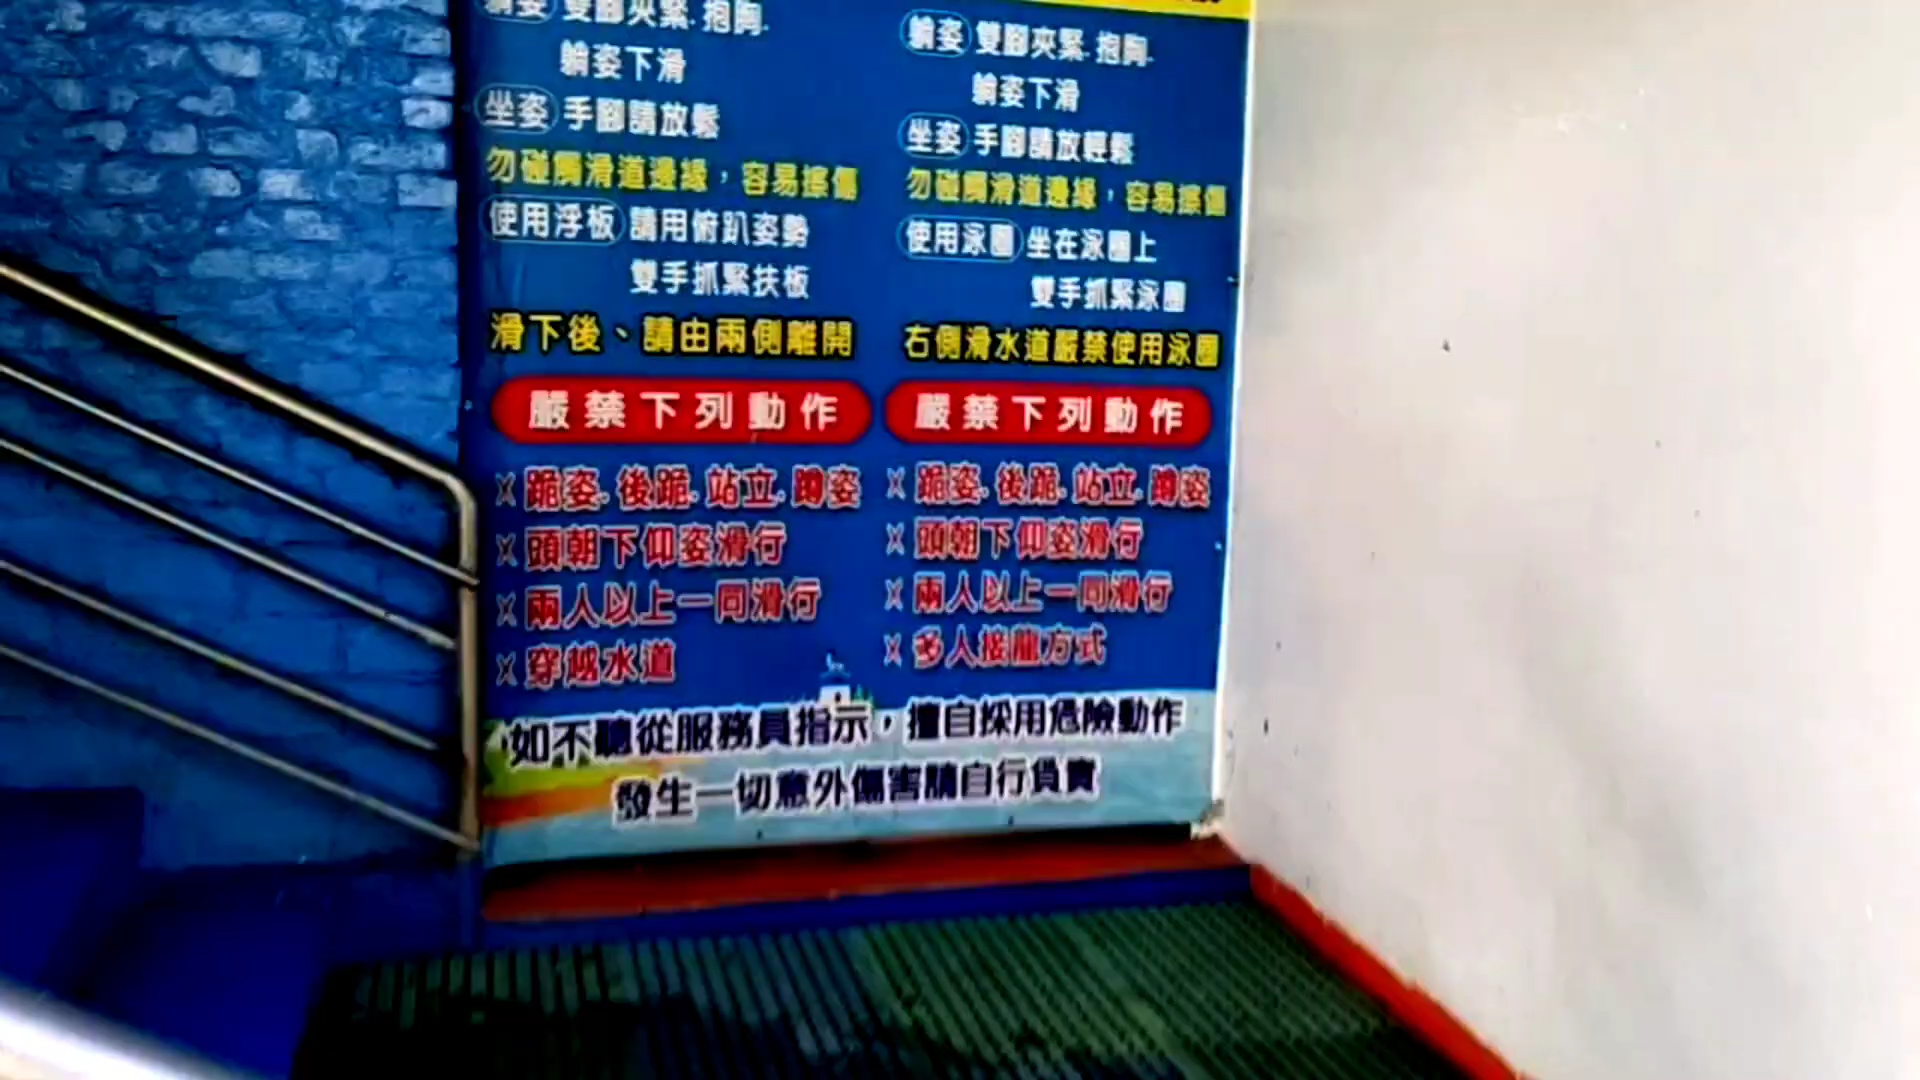 躺姿 雙腳夾緊.抱胸.
躺姿下滑
坐姿 手腳請放鬆
勿碰觸滑道邊緣，容易擦傷
使用浮板 請用俯趴姿勢
雙手抓緊扶板
滑下後、請由兩側離開
嚴禁下列動作
X 跪姿.後跪.站立.蹲姿
X 頭朝下仰姿滑行
X 兩人以上一同滑行
X 穿越水道
躺姿 雙腳夾緊.抱胸.
躺姿下滑
坐姿 手腳請放輕鬆
勿碰觸滑道邊緣，容易擦傷
使用泳圈 坐在泳圈上
雙手抓緊泳圈
右側滑水道嚴禁使用泳圈
嚴禁下列動作
X 跪姿.後跪.站立.蹲姿
X 頭朝下仰姿滑行
X 兩人以上一同滑行
X 多人接龍方式
如不聽從服務員指示，擅自採用危險動作
發生一切意外傷害請自行負責